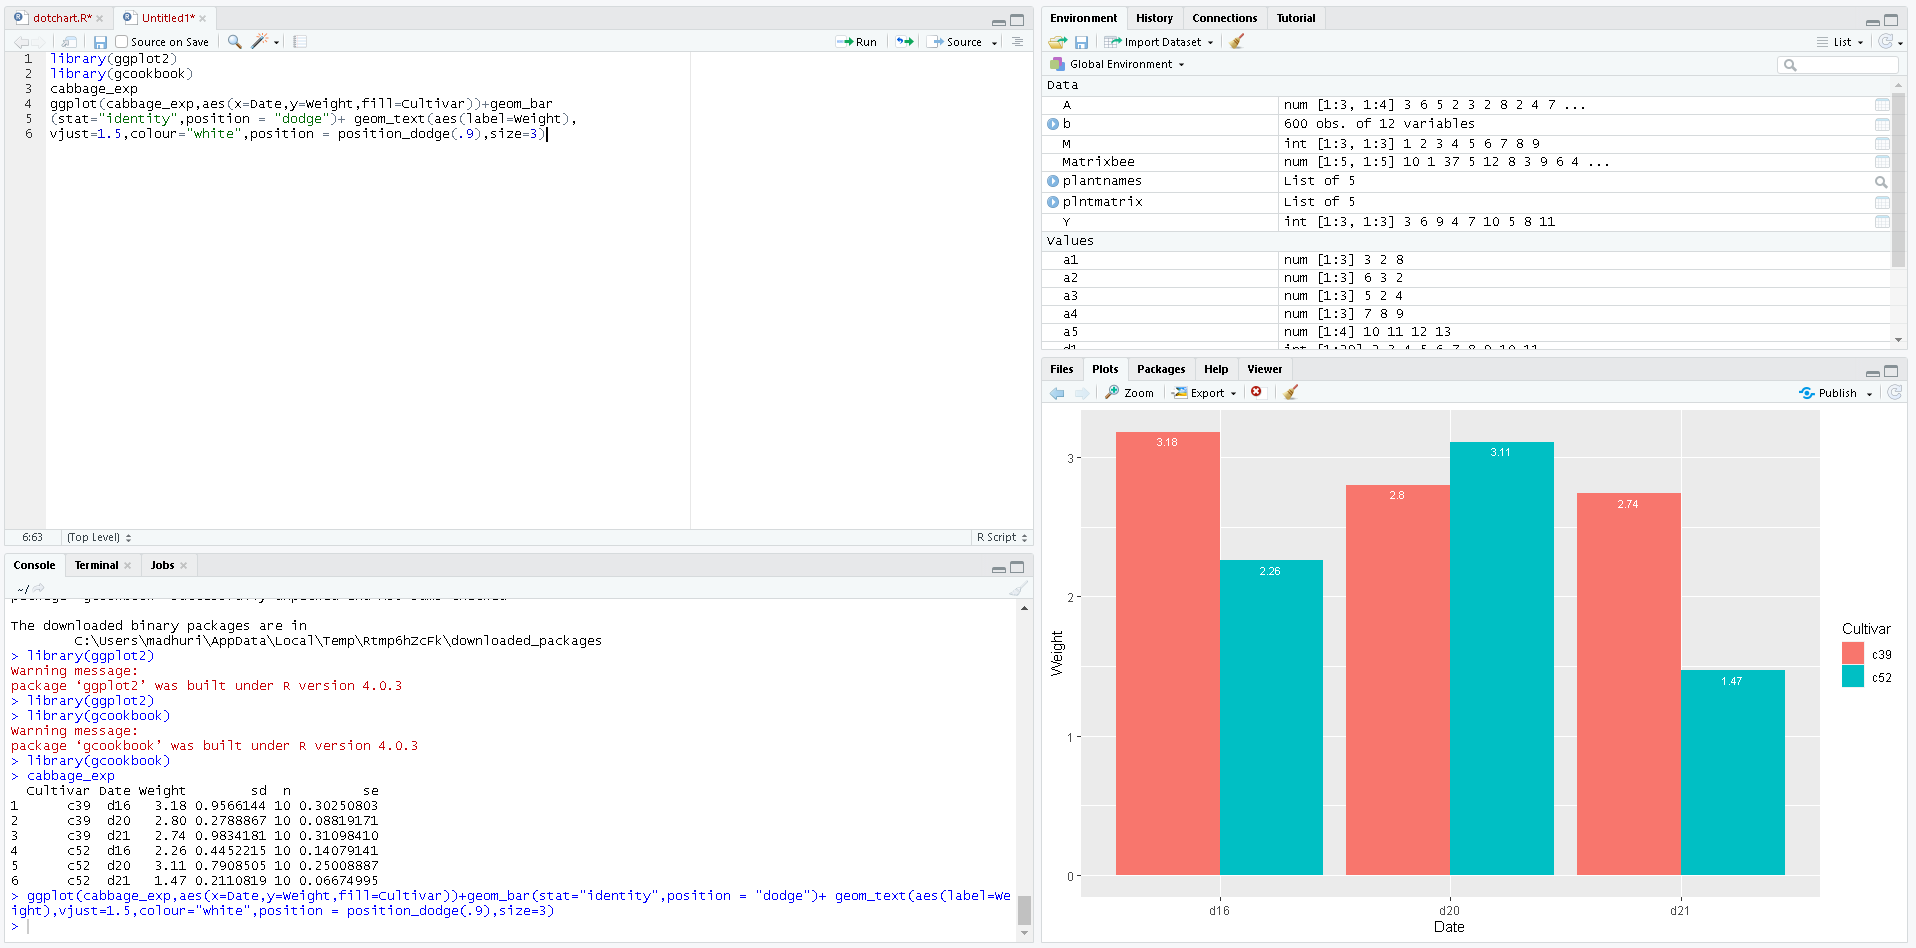 dotchart.R* × Untitled1* ×
Source on Save Run Source
1 library(ggplot2)
2 library(gcookbook)
3 cabbage_exp
4 ggplot(cabbage_exp,aes(x=Date,y=Weight,fill=Cultivar))+geom_bar
5 (stat="identity",position = "dodge")+ geom_text(aes(label=Weight),
6 vjust=1.5,colour="white",position = position_dodge(.9),size=3)
6:63 (Top Level) R Script
Console Terminal × Jobs ×
~/
The downloaded binary packages are in
C:\Users\madhuri\AppData\Local\Temp\Rtmp6hZcFk\downloaded_packages
> library(ggplot2)
Warning message:
package ‘ggplot2’ was built under R version 4.0.3
> library(ggplot2)
> library(gcookbook)
Warning message:
package ‘gcookbook’ was built under R version 4.0.3
> library(gcookbook)
> cabbage_exp
Cultivar Date Weight sd n se
1 c39 d16 3.18 0.9566144 10 0.30250803
2 c39 d20 2.80 0.2788867 10 0.08819171
3 c39 d21 2.74 0.9834181 10 0.31098410
4 c52 d16 2.26 0.4452215 10 0.14079141
5 c52 d20 3.11 0.7908505 10 0.25008887
6 c52 d21 1.47 0.2110819 10 0.06674995
> ggplot(cabbage_exp,aes(x=Date,y=Weight,fill=Cultivar))+geom_bar(stat="identity",position = "dodge")+ geom_text(aes(label=We
ight),vjust=1.5,colour="white",position = position_dodge(.9),size=3)
>
Environment History Connections Tutorial
Import Dataset List
Global Environment
Data
A num [1:3, 1:4] 3 6 5 2 3 2 8 2 4 7 ...
b 600 obs. of 12 variables
M int [1:3, 1:3] 1 2 3 4 5 6 7 8 9
Matrixbee num [1:5, 1:5] 10 1 37 5 12 8 3 9 6 4 ...
plantnames List of 5
plntmatrix List of 5
Y int [1:3, 1:3] 3 6 9 4 7 10 5 8 11
Values
a1 num [1:3] 3 2 8
a2 num [1:3] 6 3 2
a3 num [1:3] 5 2 4
a4 num [1:3] 7 8 9
a5 num [1:4] 10 11 12 13
Files Plots Packages Help Viewer
Zoom Export Publish
3.18
3.11
3
2.8
2.74
2.26
2
Cultivar
c39
c52
Weight
1.47
1
0
d16 d20 d21
Date